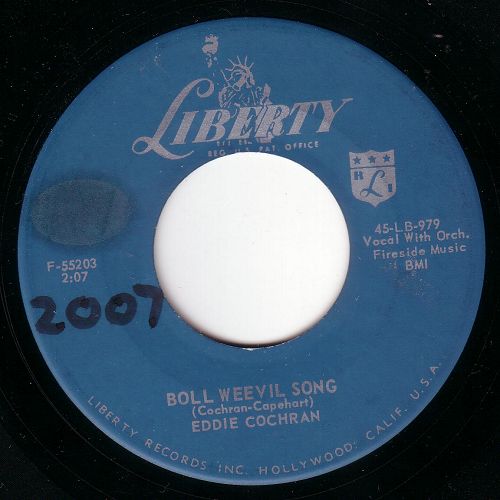 LIBERTY
REG. U.S. PAT. OFFICE
R L I
45-LB-979
Vocal With Orch.
Fireside Music
BMI
F-55203
2:07
2007
BOLL WEEVIL SONG
(Cochran-Capehart)
EDDIE COCHRAN
LIBERTY RECORDS INC. HOLLYWOOD, CALIF. U.S.A.